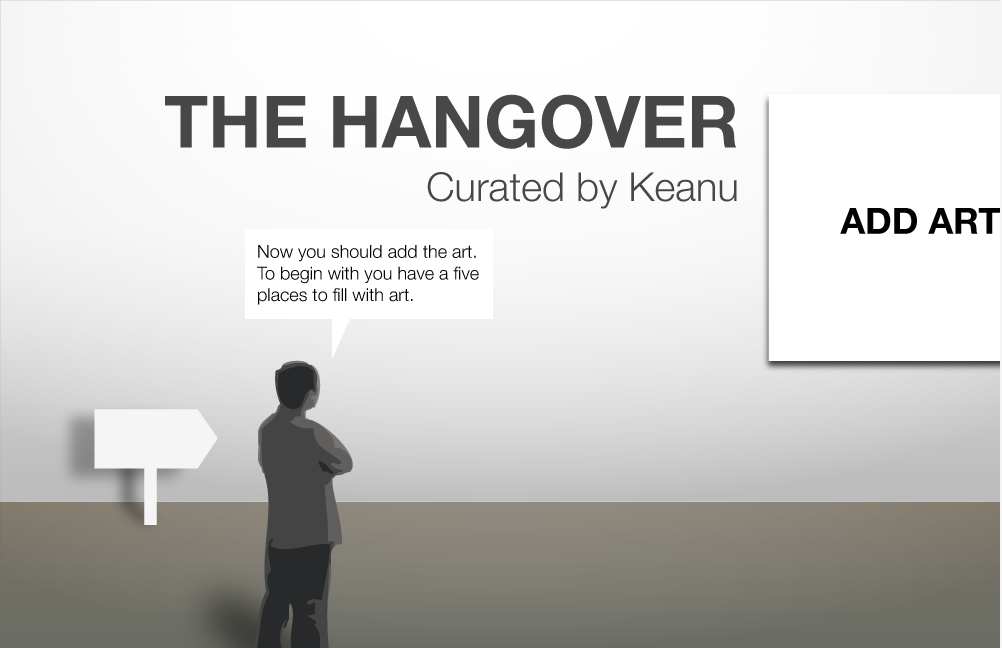 THE HANGOVER
Curated by Keanu
ADD ART
Now you should add the art.
To begin with you have a five
places to fill with art.